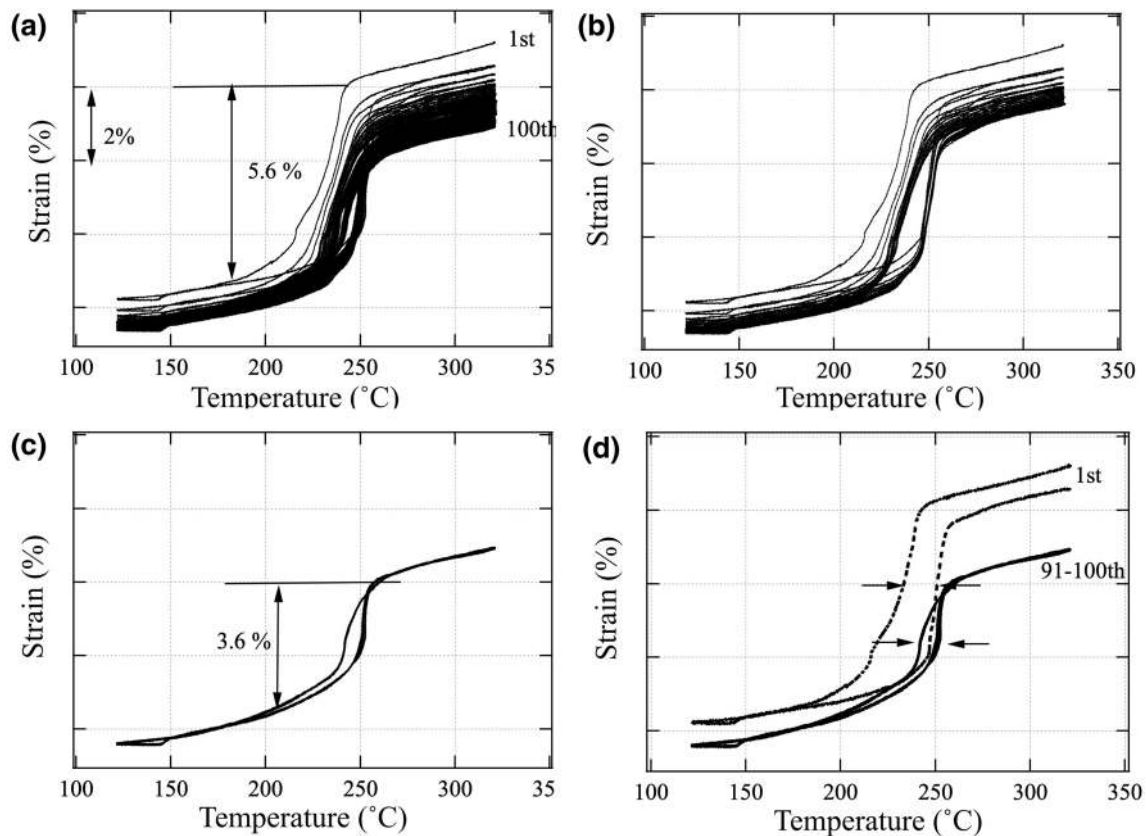 (a)
1st
2%
5.6 %
100th
Strain (%)
100 150 200 250 300 35
Temperature (˚C)
(b)
Strain (%)
100 150 200 250 300 350
Temperature (˚C)
(c)
3.6 %
Strain (%)
100 150 200 250 300 35
Temperature (˚C)
(d)
1st
91-100th
Strain (%)
100 150 200 250 300 350
Temperature (˚C)